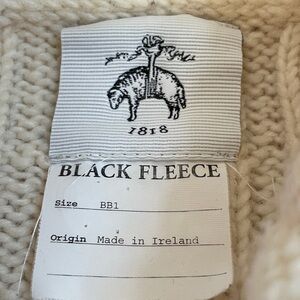 1818
BLACK FLEECE
Size BB1
Origin Made in Ireland